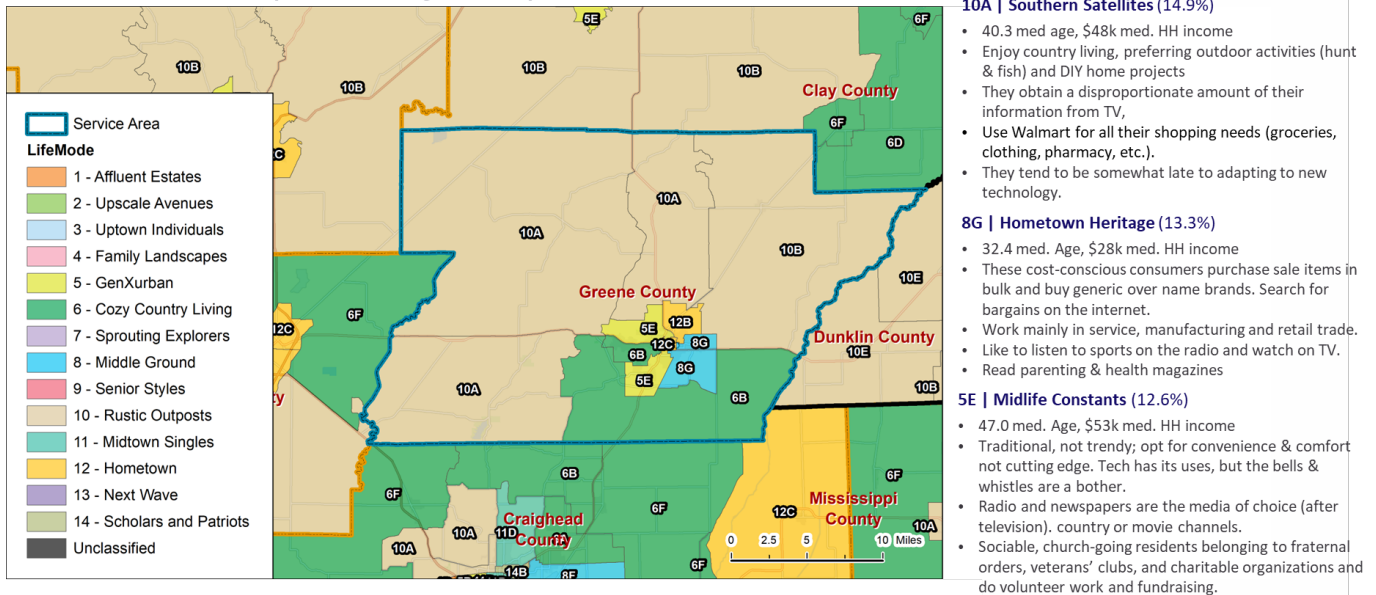 5E
6F
10B
10B
10B
10B
Clay County
6F
6D
Service Area
LifeMode
1 - Affluent Estates
2 - Upscale Avenues
3 - Uptown Individuals
4 - Family Landscapes
5 - GenXurban
6 - Cozy Country Living
7 - Sprouting Explorers
8 - Middle Ground
9 - Senior Styles
10 - Rustic Outposts
11 - Midtown Singles
12 - Hometown
13 - Next Wave
14 - Scholars and Patriots
Unclassified
10A
10A
10B
10E
Greene County
6F
12C
5E
12B
12C
8G
6B
8G
5E
Dunklin County
10E
10A
6B
10B
6B
6F
6F
6F
10A
11D
Craighead
County
10A
14B
8F
6F
12C
Mississippi
County
10A
0 2.5 5 10 Miles
10A | Southern Satellites (14.9%)
• 40.3 med age, $48k med. HH income
• Enjoy country living, preferring outdoor activities (hunt
& fish) and DIY home projects
• They obtain a disproportionate amount of their
information from TV,
• Use Walmart for all their shopping needs (groceries,
clothing, pharmacy, etc.).
• They tend to be somewhat late to adapting to new
technology.
8G | Hometown Heritage (13.3%)
• 32.4 med. Age, $28k med. HH income
• These cost-conscious consumers purchase sale items in
bulk and buy generic over name brands. Search for
bargains on the internet.
• Work mainly in service, manufacturing and retail trade.
• Like to listen to sports on the radio and watch on TV.
• Read parenting & health magazines
5E | Midlife Constants (12.6%)
• 47.0 med. Age, $53k med. HH income
• Traditional, not trendy; opt for convenience & comfort
not cutting edge. Tech has its uses, but the bells &
whistles are a bother.
• Radio and newspapers are the media of choice (after
television). country or movie channels.
• Sociable, church-going residents belonging to fraternal
orders, veterans’ clubs, and charitable organizations and
do volunteer work and fundraising.